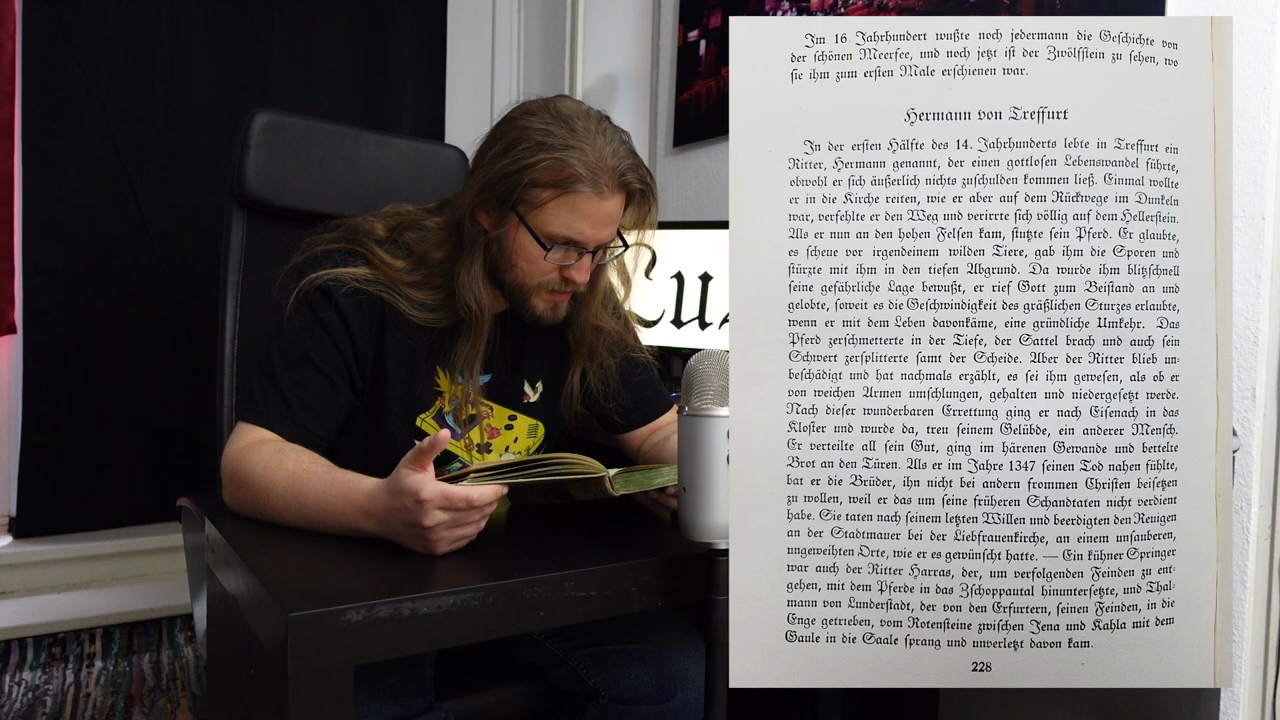 Im 16. Jahrhundert wußte noch jedermann die Geschichte von
der schönen Meerfee, und noch jetzt ist der Zwölfstein zu sehen, wo
sie ihm zum ersten Male erschienen war.
Hermann von Treffurt
In der ersten Hälfte des 14. Jahrhunderts lebte in Treffurt ein
Ritter, Hermann genannt, der einen gottlosen Lebenswandel führte,
obwohl er sich äußerlich nichts zuschulden kommen ließ. Einmal wollte
er in die Kirche reiten, wie er aber auf dem Rückwege im Dunkeln
war, verfehlte er den Weg und verirrte sich völlig auf dem Hellerstein.
Als er nun an den hohen Felsen kam, stutzte sein Pferd. Er glaubte,
es scheue vor irgendeinem wilden Tiere, gab ihm die Sporen und
stürzte mit ihm in den tiefen Abgrund. Da wurde ihm blitzschnell
seine gefährliche Lage bewußt, er rief Gott zum Beistand an und
gelobte, soweit es die Geschwindigkeit des gräßlichen Sturzes erlaubte,
wenn er mit dem Leben davonkäme, eine gründliche Umkehr. Das
Pferd zerschmetterte in der Tiefe, der Sattel brach und auch sein
Schwert zersplitterte samt der Scheide. Aber der Ritter blieb un-
beschädigt und hat nachmals erzählt, es sei ihm gewesen, als ob er
von weichen Armen umschlungen, gehalten und niedergesetzt werde.
Nach dieser wunderbaren Errettung ging er nach Eisenach in das
Kloster und wurde da, treu seinem Gelübde, ein anderer Mensch.
Er verteilte all sein Gut, ging im härenen Gewande und bettelte
Brot an den Türen. Als er im Jahre 1347 seinen Tod nahen fühlte,
bat er die Brüder, ihn nicht bei andern frommen Christen beisetzen
zu wollen, weil er das um seine früheren Schandtaten nicht verdient
habe. Sie taten nach seinem letzten Willen und beerdigten den Reuigen
an der Stadtmauer bei der Liebfrauenkirche, an einem unsauberen,
ungeweihten Orte, wie er es gewünscht hatte. — Ein kühner Springer
war auch der Ritter Harras, der, um verfolgenden Feinden zu ent-
gehen, mit dem Pferde in das Zschoppautal hinuntersetzte, und Thal-
mann von Lunderstadt, der von den Erfurtern, seinen Feinden, in die
Enge getrieben, vom Rotensteine zwischen Jena und Kahla mit dem
Gaule in die Saale sprang und unverletzt davon kam.
228